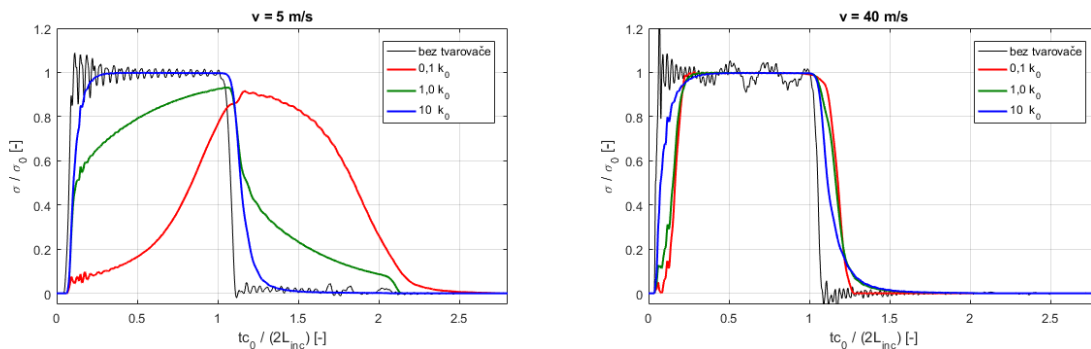 v = 5 m/s
1.2
1
0.8
0.6
0.4
0.2
0
σ / σ0 [-]
bez tvarovače
0,1 k0
1,0 k0
10 k0
0 0.5 1 1.5 2 2.5
tc0 / (2Linc) [-]
v = 40 m/s
1.2
1
0.8
0.6
0.4
0.2
0
σ / σ0 [-]
bez tvarovače
0,1 k0
1,0 k0
10 k0
0 0.5 1 1.5 2 2.5
tc0 / (2Linc) [-]